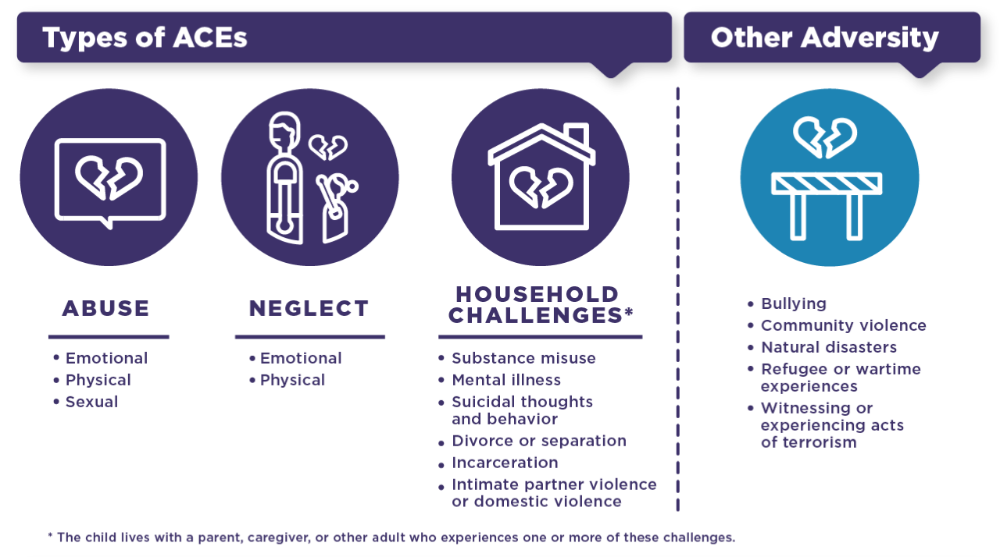 Types of ACEs
Other Adversity
ABUSE
• Emotional
• Physical
• Sexual
NEGLECT
• Emotional
• Physical
HOUSEHOLD
CHALLENGES*
• Substance misuse
• Mental illness
• Suicidal thoughts
and behavior
• Divorce or separation
• Incarceration
• Intimate partner violence
or domestic violence
• Bullying
• Community violence
• Natural disasters
• Refugee or wartime
experiences
• Witnessing or
experiencing acts
of terrorism
* The child lives with a parent, caregiver, or other adult who experiences one or more of these challenges.